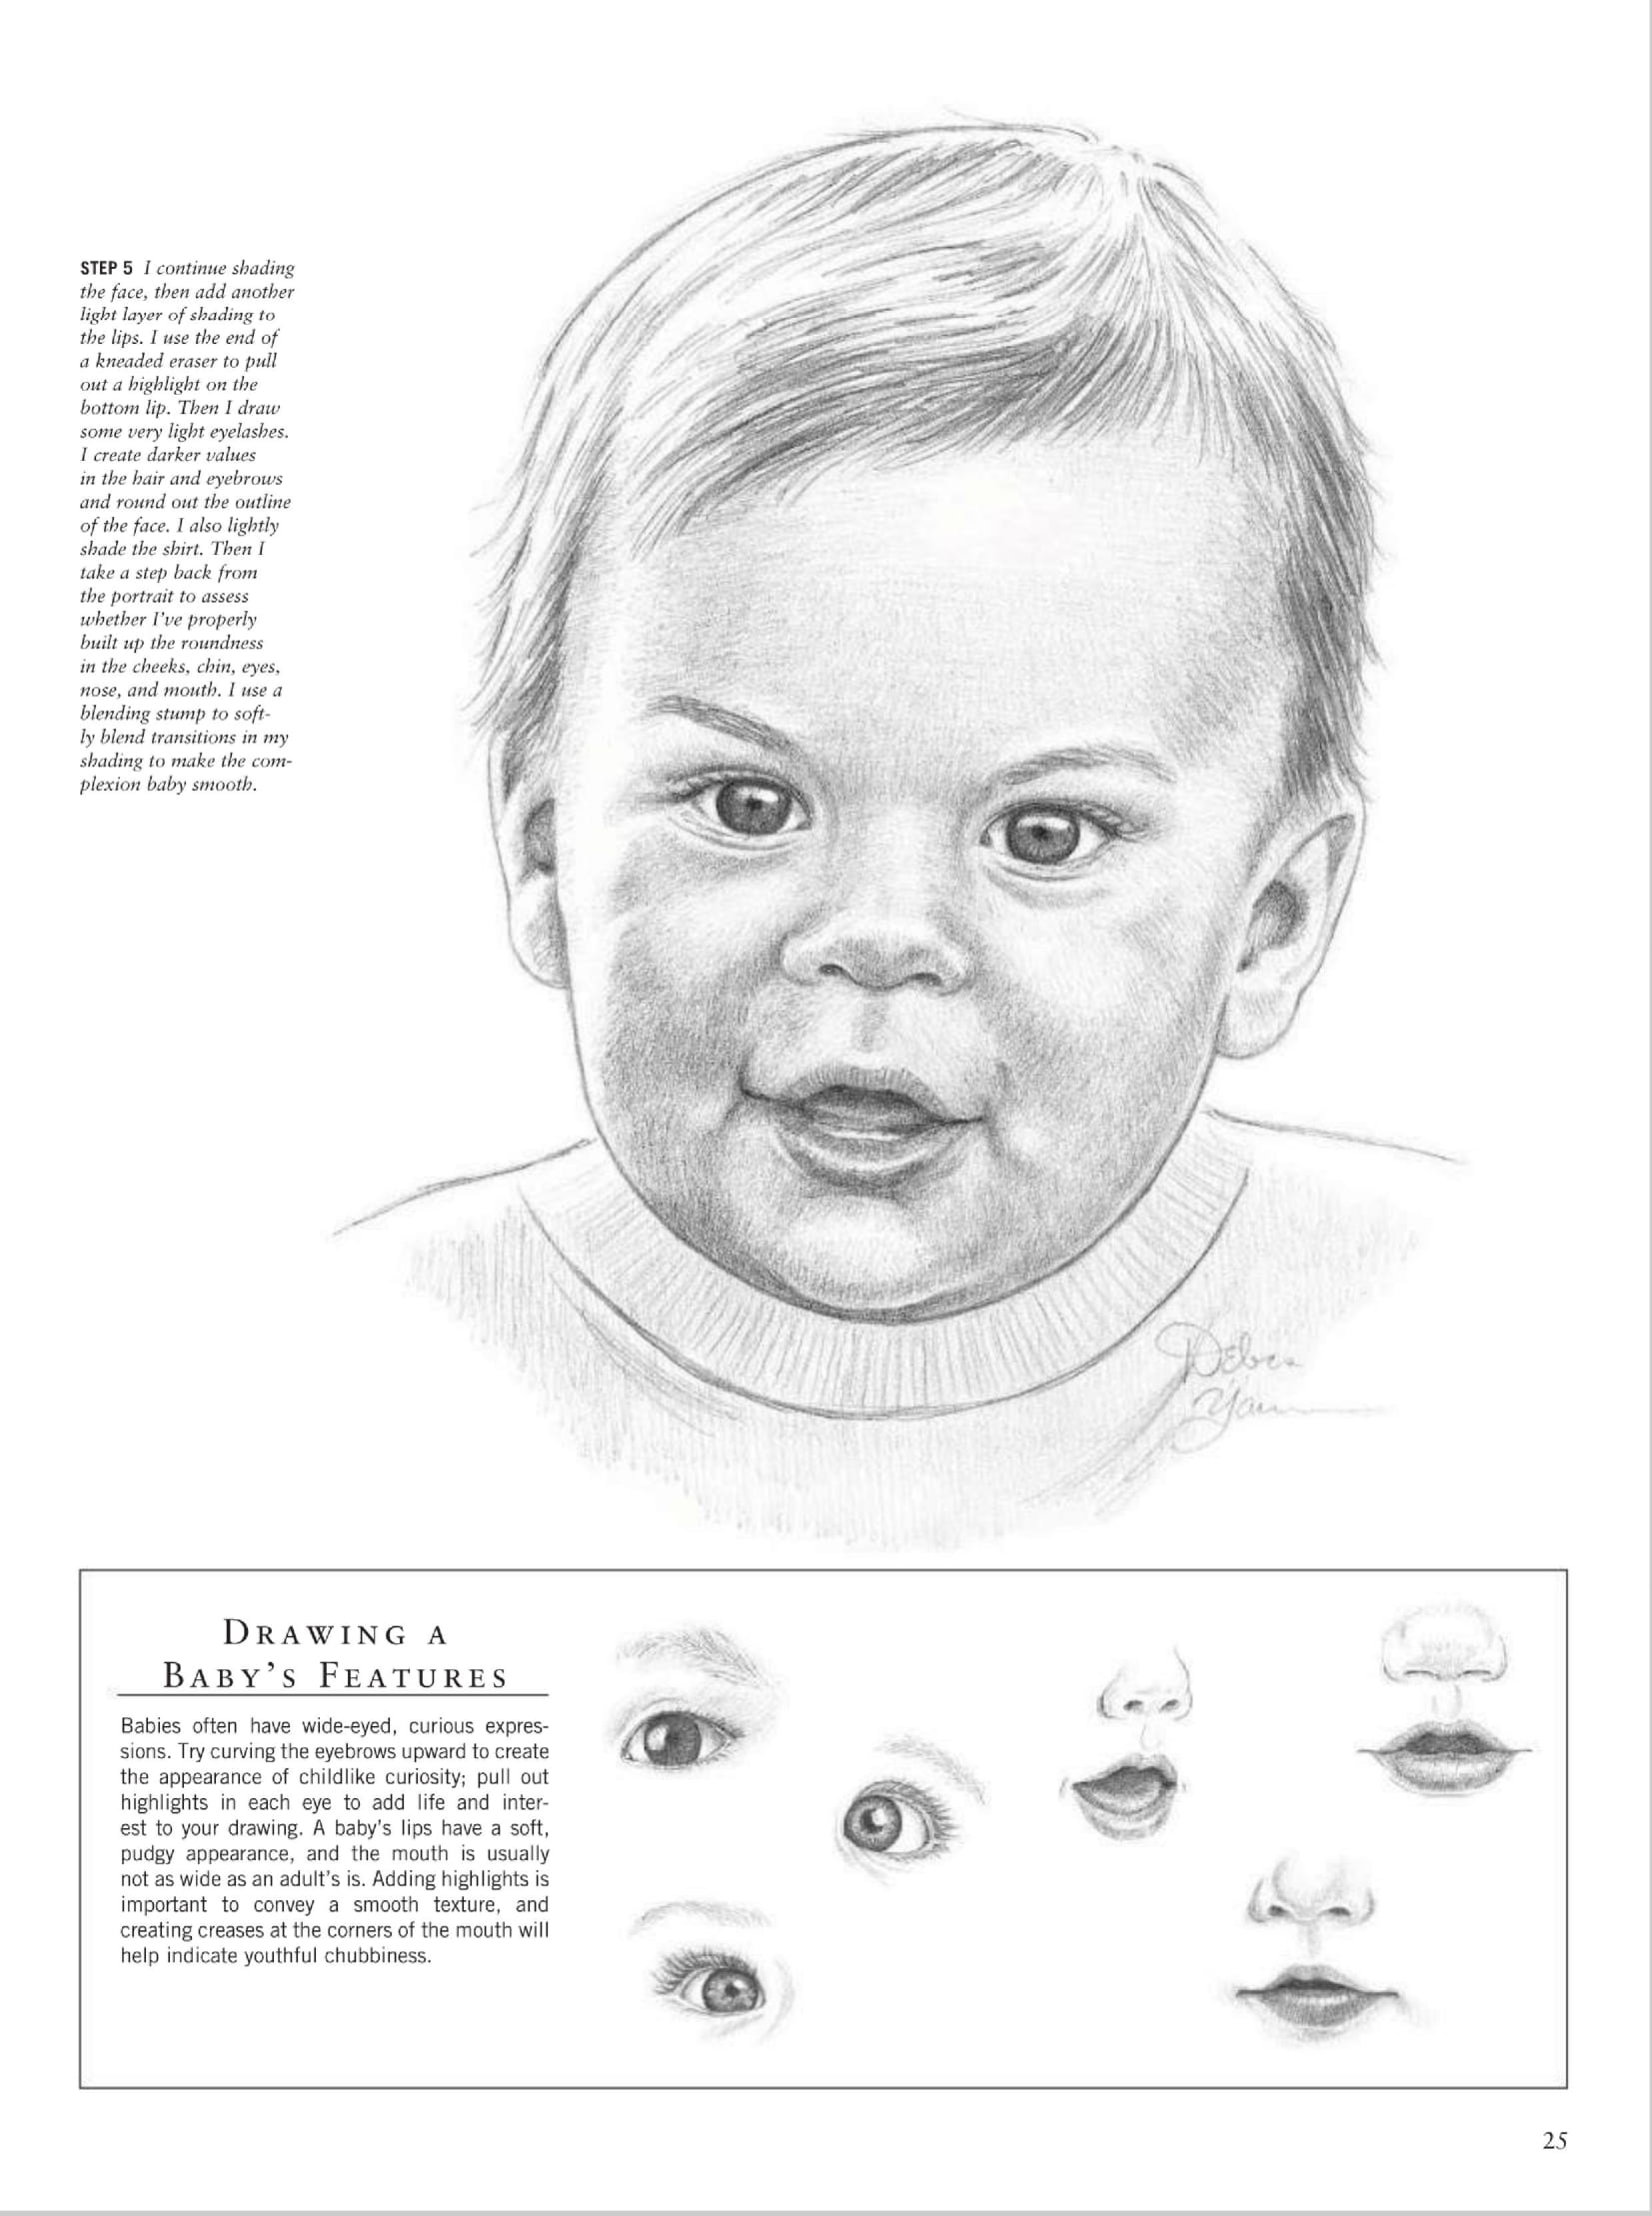 STEP 5 I continue shading
the face, then add another
light layer of shading to
the lips. I use the end of
a kneaded eraser to pull
out a highlight on the
bottom lip. Then I draw
some very light eyelashes.
I create darker values
in the hair and eyebrows
and round out the outline
of the face. I also lightly
shade the shirt. Then I
take a step back from
the portrait to assess
whether I've properly
built up the roundness
in the cheeks, chin, eyes,
nose, and mouth. I use a
blending stump to soft-
ly blend transitions in my
shading to make the com-
plexion baby smooth.
Debra
DRAWING A
BABY'S FEATURES
Babies often have wide-eyed, curious expres-
sions. Try curving the eyebrows upward to create
the appearance of childlike curiosity; pull out
highlights in each eye to add life and inter-
est to your drawing. A baby's lips have a soft,
pudgy appearance, and the mouth is usually
not as wide as an adult's is. Adding highlights is
important to convey a smooth texture, and
creating creases at the corners of the mouth will
help indicate youthful chubbiness.
25